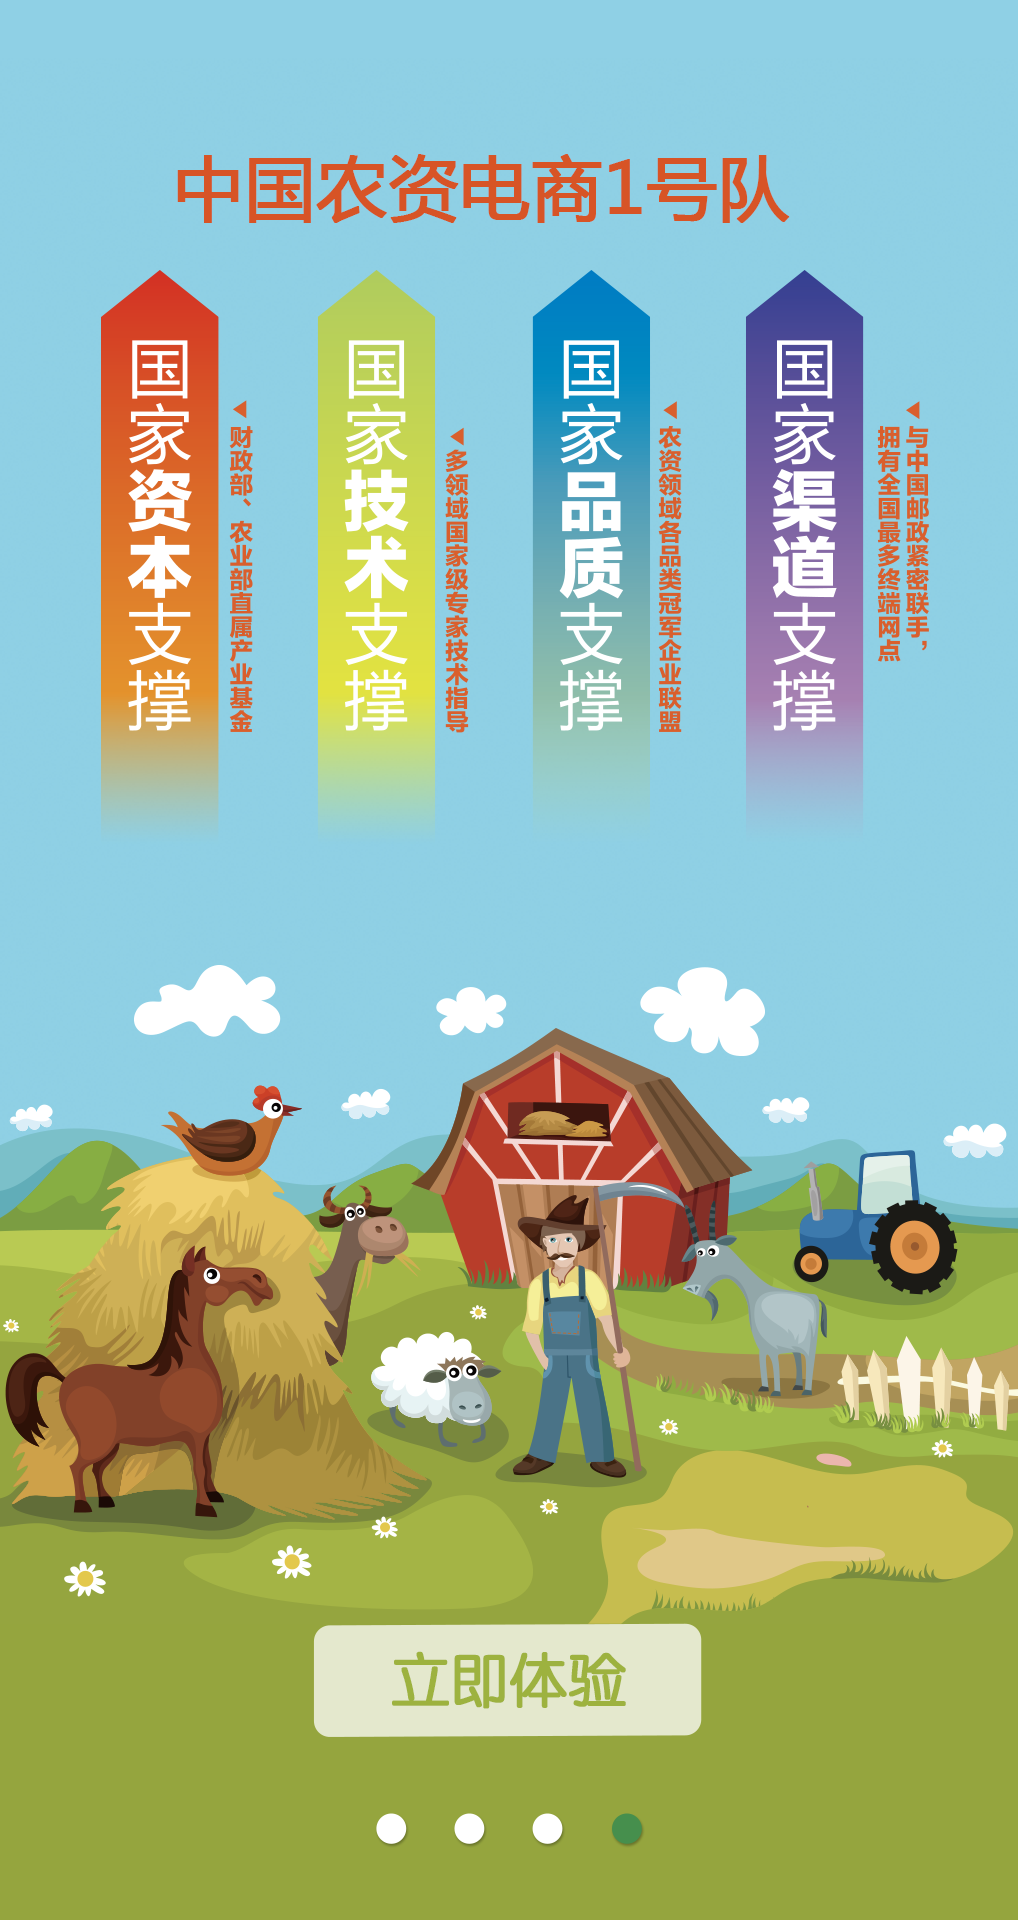 中国农资电商1号队
国家资本支撑
财政部、农业部直属产业基金
国家技术支撑
多领域国家级专家技术指导
国家品质支撑
农资领域各品类冠军企业联盟
国家渠道支撑
与中国邮政紧密联手，
拥有全国最多终端网点
立即体验